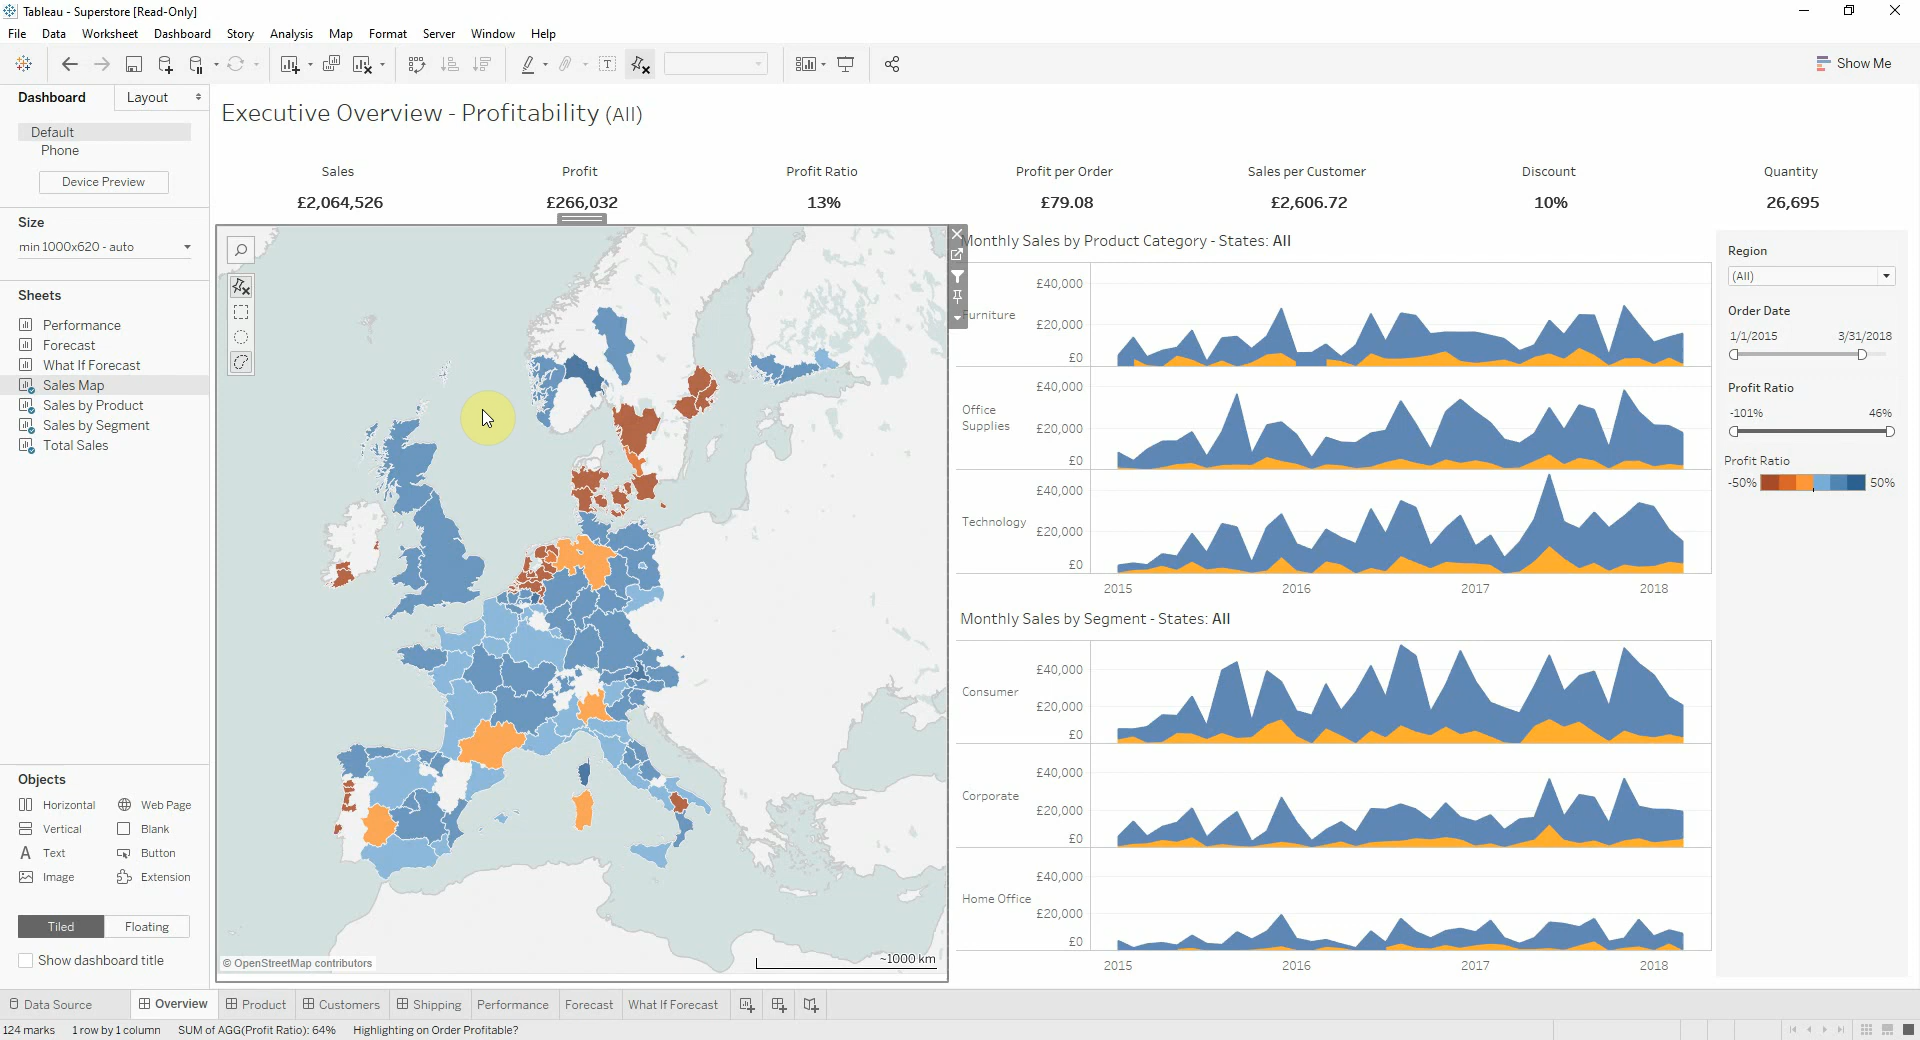 Tableau - Superstore [Read-Only]
File Data Worksheet Dashboard Story Analysis Map Format Server Window Help
Show Me
Dashboard Layout
Default
Phone
Device Preview
Size
min 1000x620 - auto
Sheets
Performance
Forecast
What If Forecast
Sales Map
Sales by Product
Sales by Segment
Total Sales
Objects
Horizontal Web Page
Vertical Blank
Text Button
Image Extension
Tiled Floating
Show dashboard title
Executive Overview - Profitability (All)
Sales Profit Profit Ratio Profit per Order Sales per Customer Discount Quantity
£2,064,526 £266,032 13% £79.08 £2,606.72 10% 26,695
© OpenStreetMap contributors
~1000 km
Monthly Sales by Product Category - States: All
£40,000
Furniture
£20,000
£0
£40,000
Office
Supplies
£20,000
£0
£40,000
Technology
£20,000
£0
2015 2016 2017 2018
Monthly Sales by Segment - States: All
£40,000
Consumer
£20,000
£0
£40,000
Corporate
£20,000
£0
£40,000
Home Office
£20,000
£0
2015 2016 2017 2018
Region
(All)
Order Date
1/1/2015 3/31/2018
Profit Ratio
-101% 46%
Profit Ratio
-50% 50%
Data Source Overview Product Customers Shipping Performance Forecast What If Forecast
124 marks 1 row by 1 column SUM of AGG(Profit Ratio): 64% Highlighting on Order Profitable?